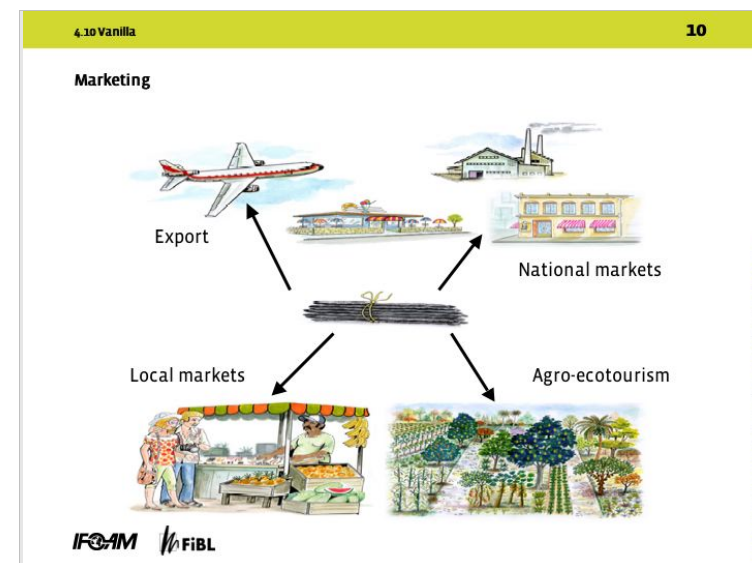 4.10 Vanilla
10
Marketing
Export
National markets
Local markets
Agro-ecotourism
IFOAM
FiBL